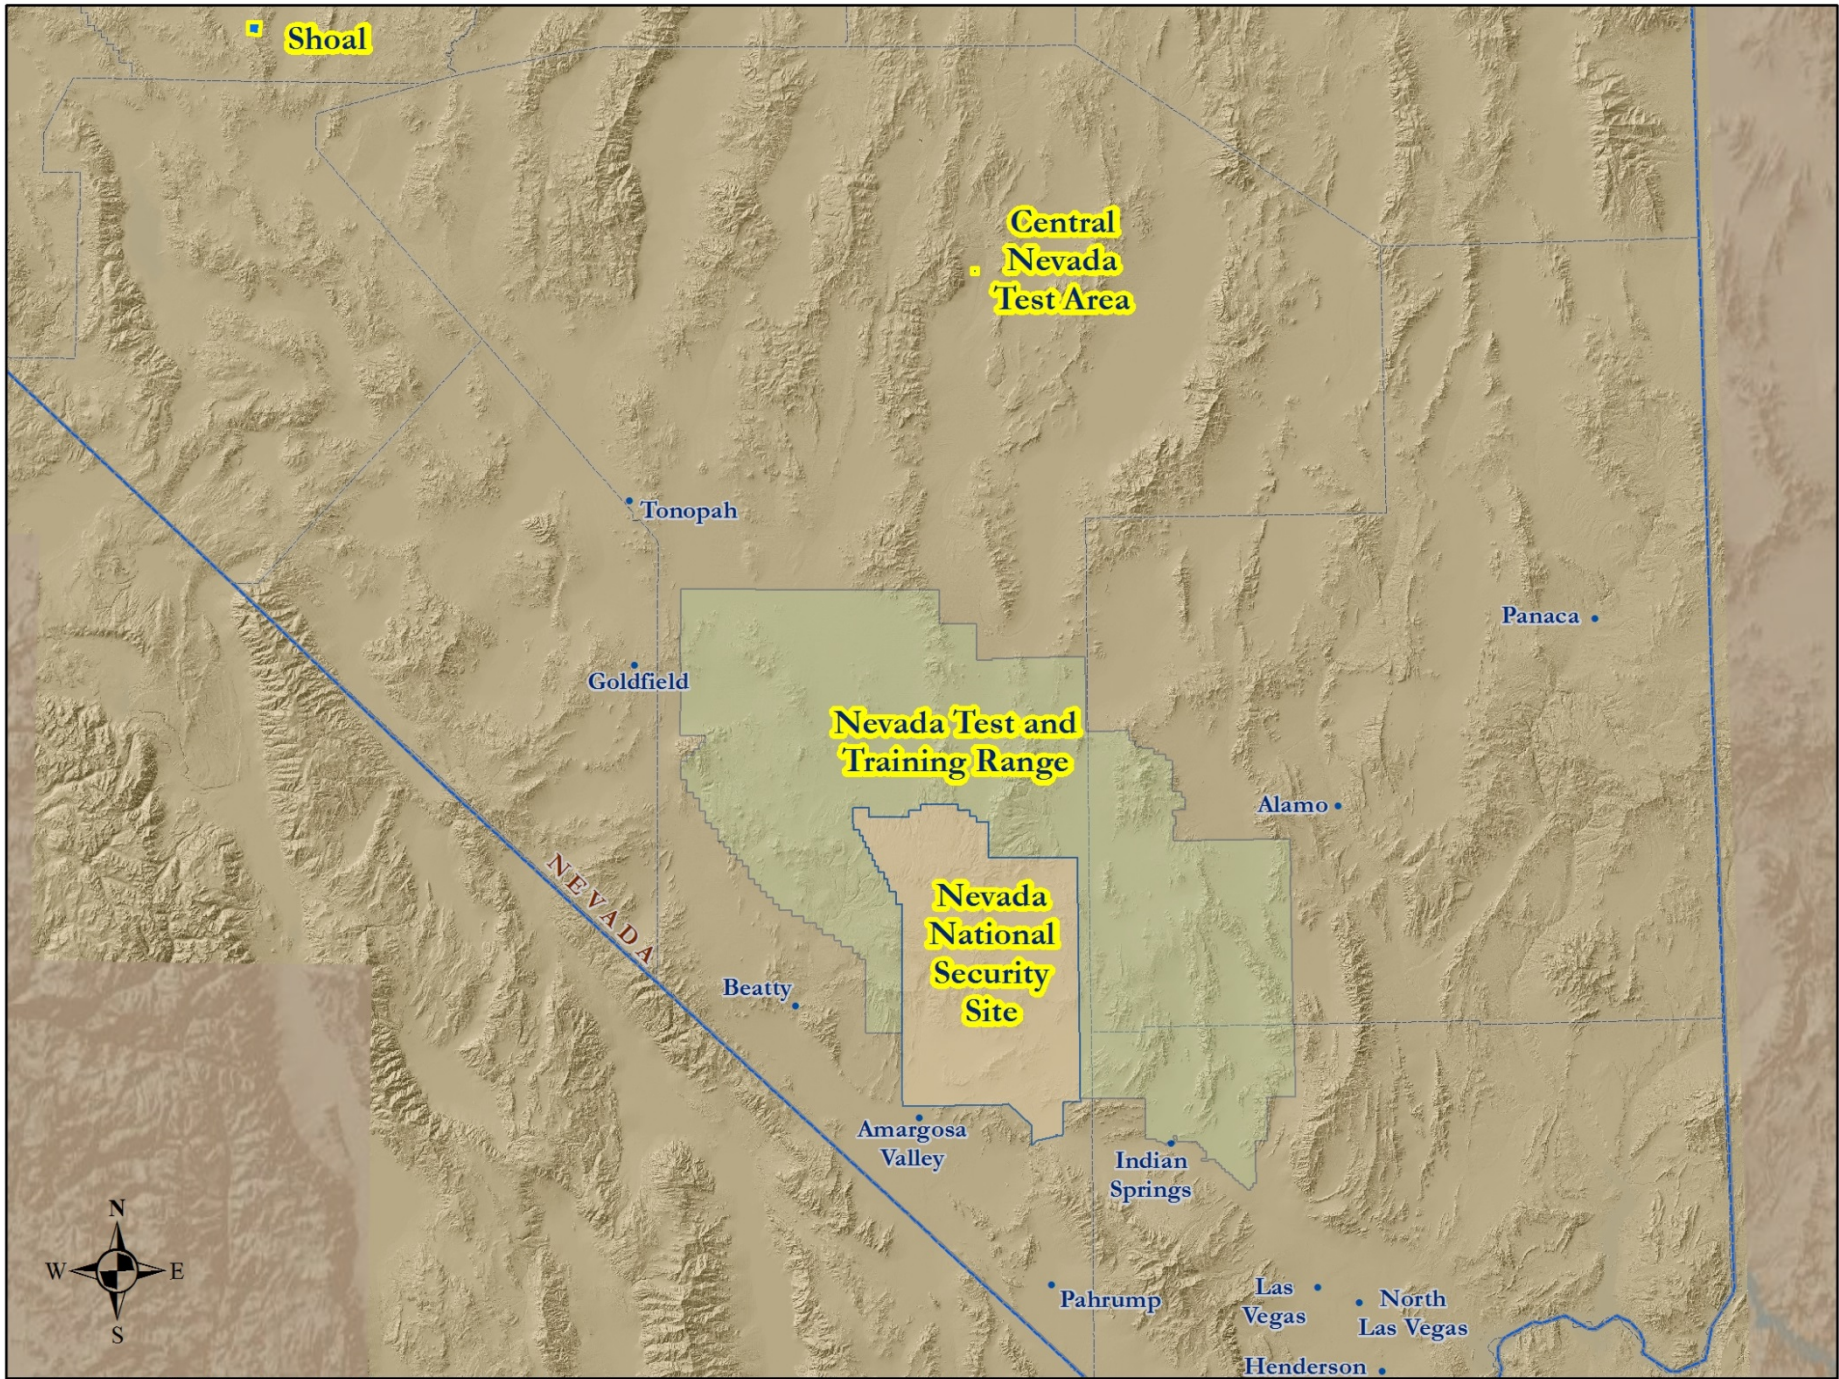 Shoal
Central
Nevada
Test Area
Tonopah
Panaca
Goldfield
Nevada Test and
Training Range
Alamo
NEVADA
Nevada
National
Security
Site
Beatty
Amargosa
Valley
Indian
Springs
N
W
E
S
Pahrump
Las
Vegas
North
Las Vegas
Henderson